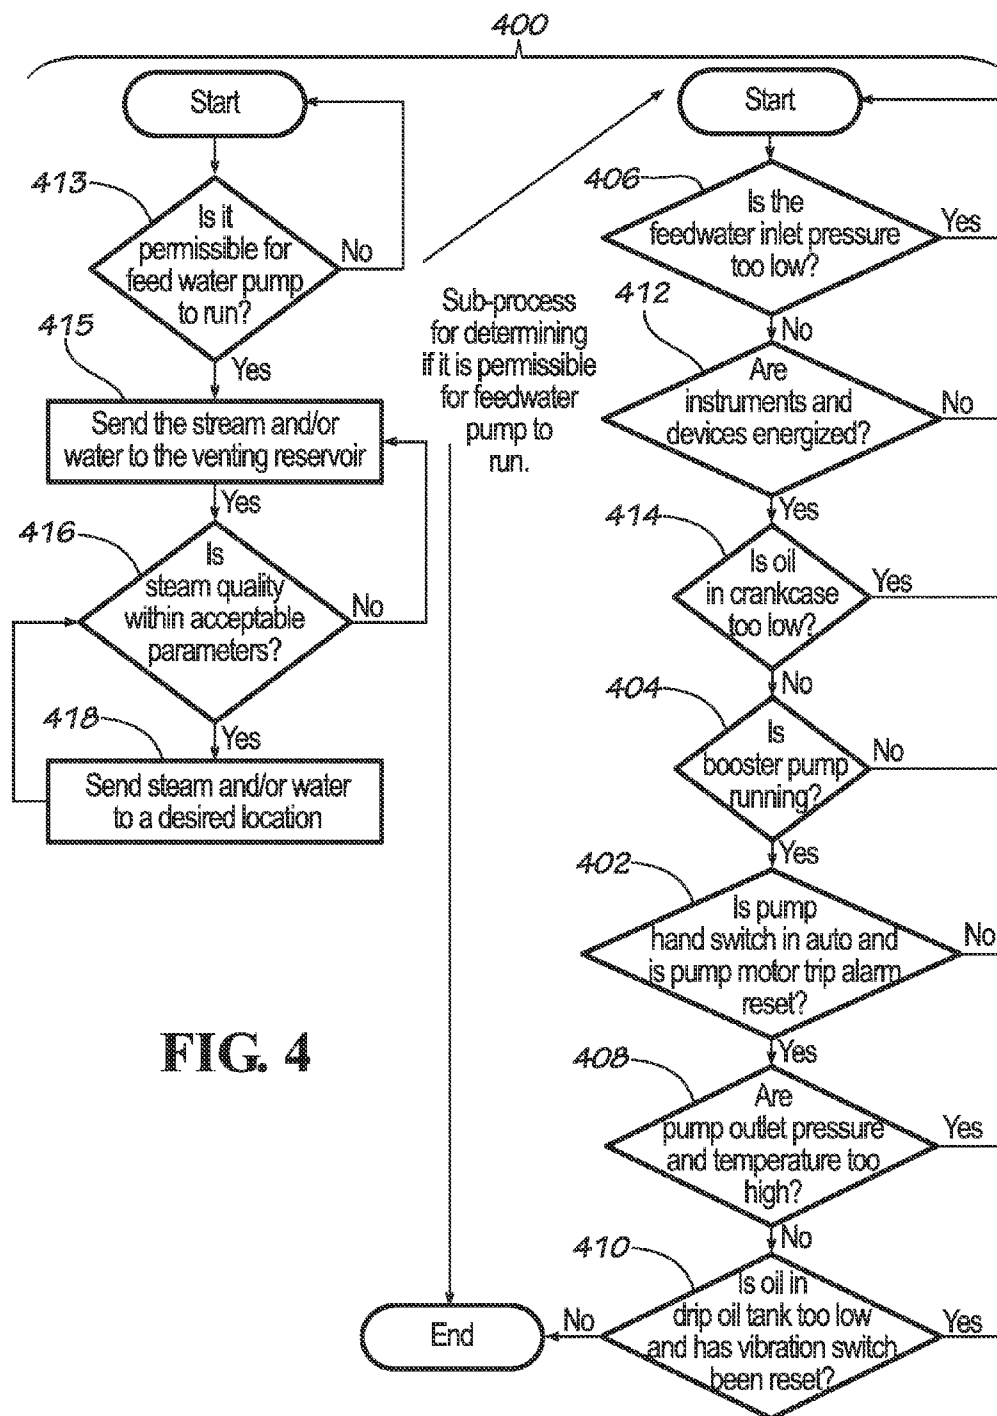 400
Start
413
Is it
permissible for
feed water pump
to run?
No
Yes
415
Send the stream and/or
water to the venting reservoir
Yes
416
Is
steam quality
within acceptable
parameters?
No
Yes
418
Send steam and/or water
to a desired location
Sub-process
for determining
if it is permissible
for feedwater
pump to
run.
Start
406
Is the
feedwater inlet pressure
too low?
Yes
No
412
Are
instruments and
devices energized?
No
Yes
414
Is oil
in crankcase
too low?
Yes
No
404
Is
booster pump
running?
No
Yes
402
Is pump
hand switch in auto and
is pump motor trip alarm
reset?
No
Yes
408
Are
pump outlet pressure
and temperature too
high?
Yes
No
410
Is oil in
drip oil tank too low
and has vibration switch
been reset?
Yes
No
End
FIG. 4